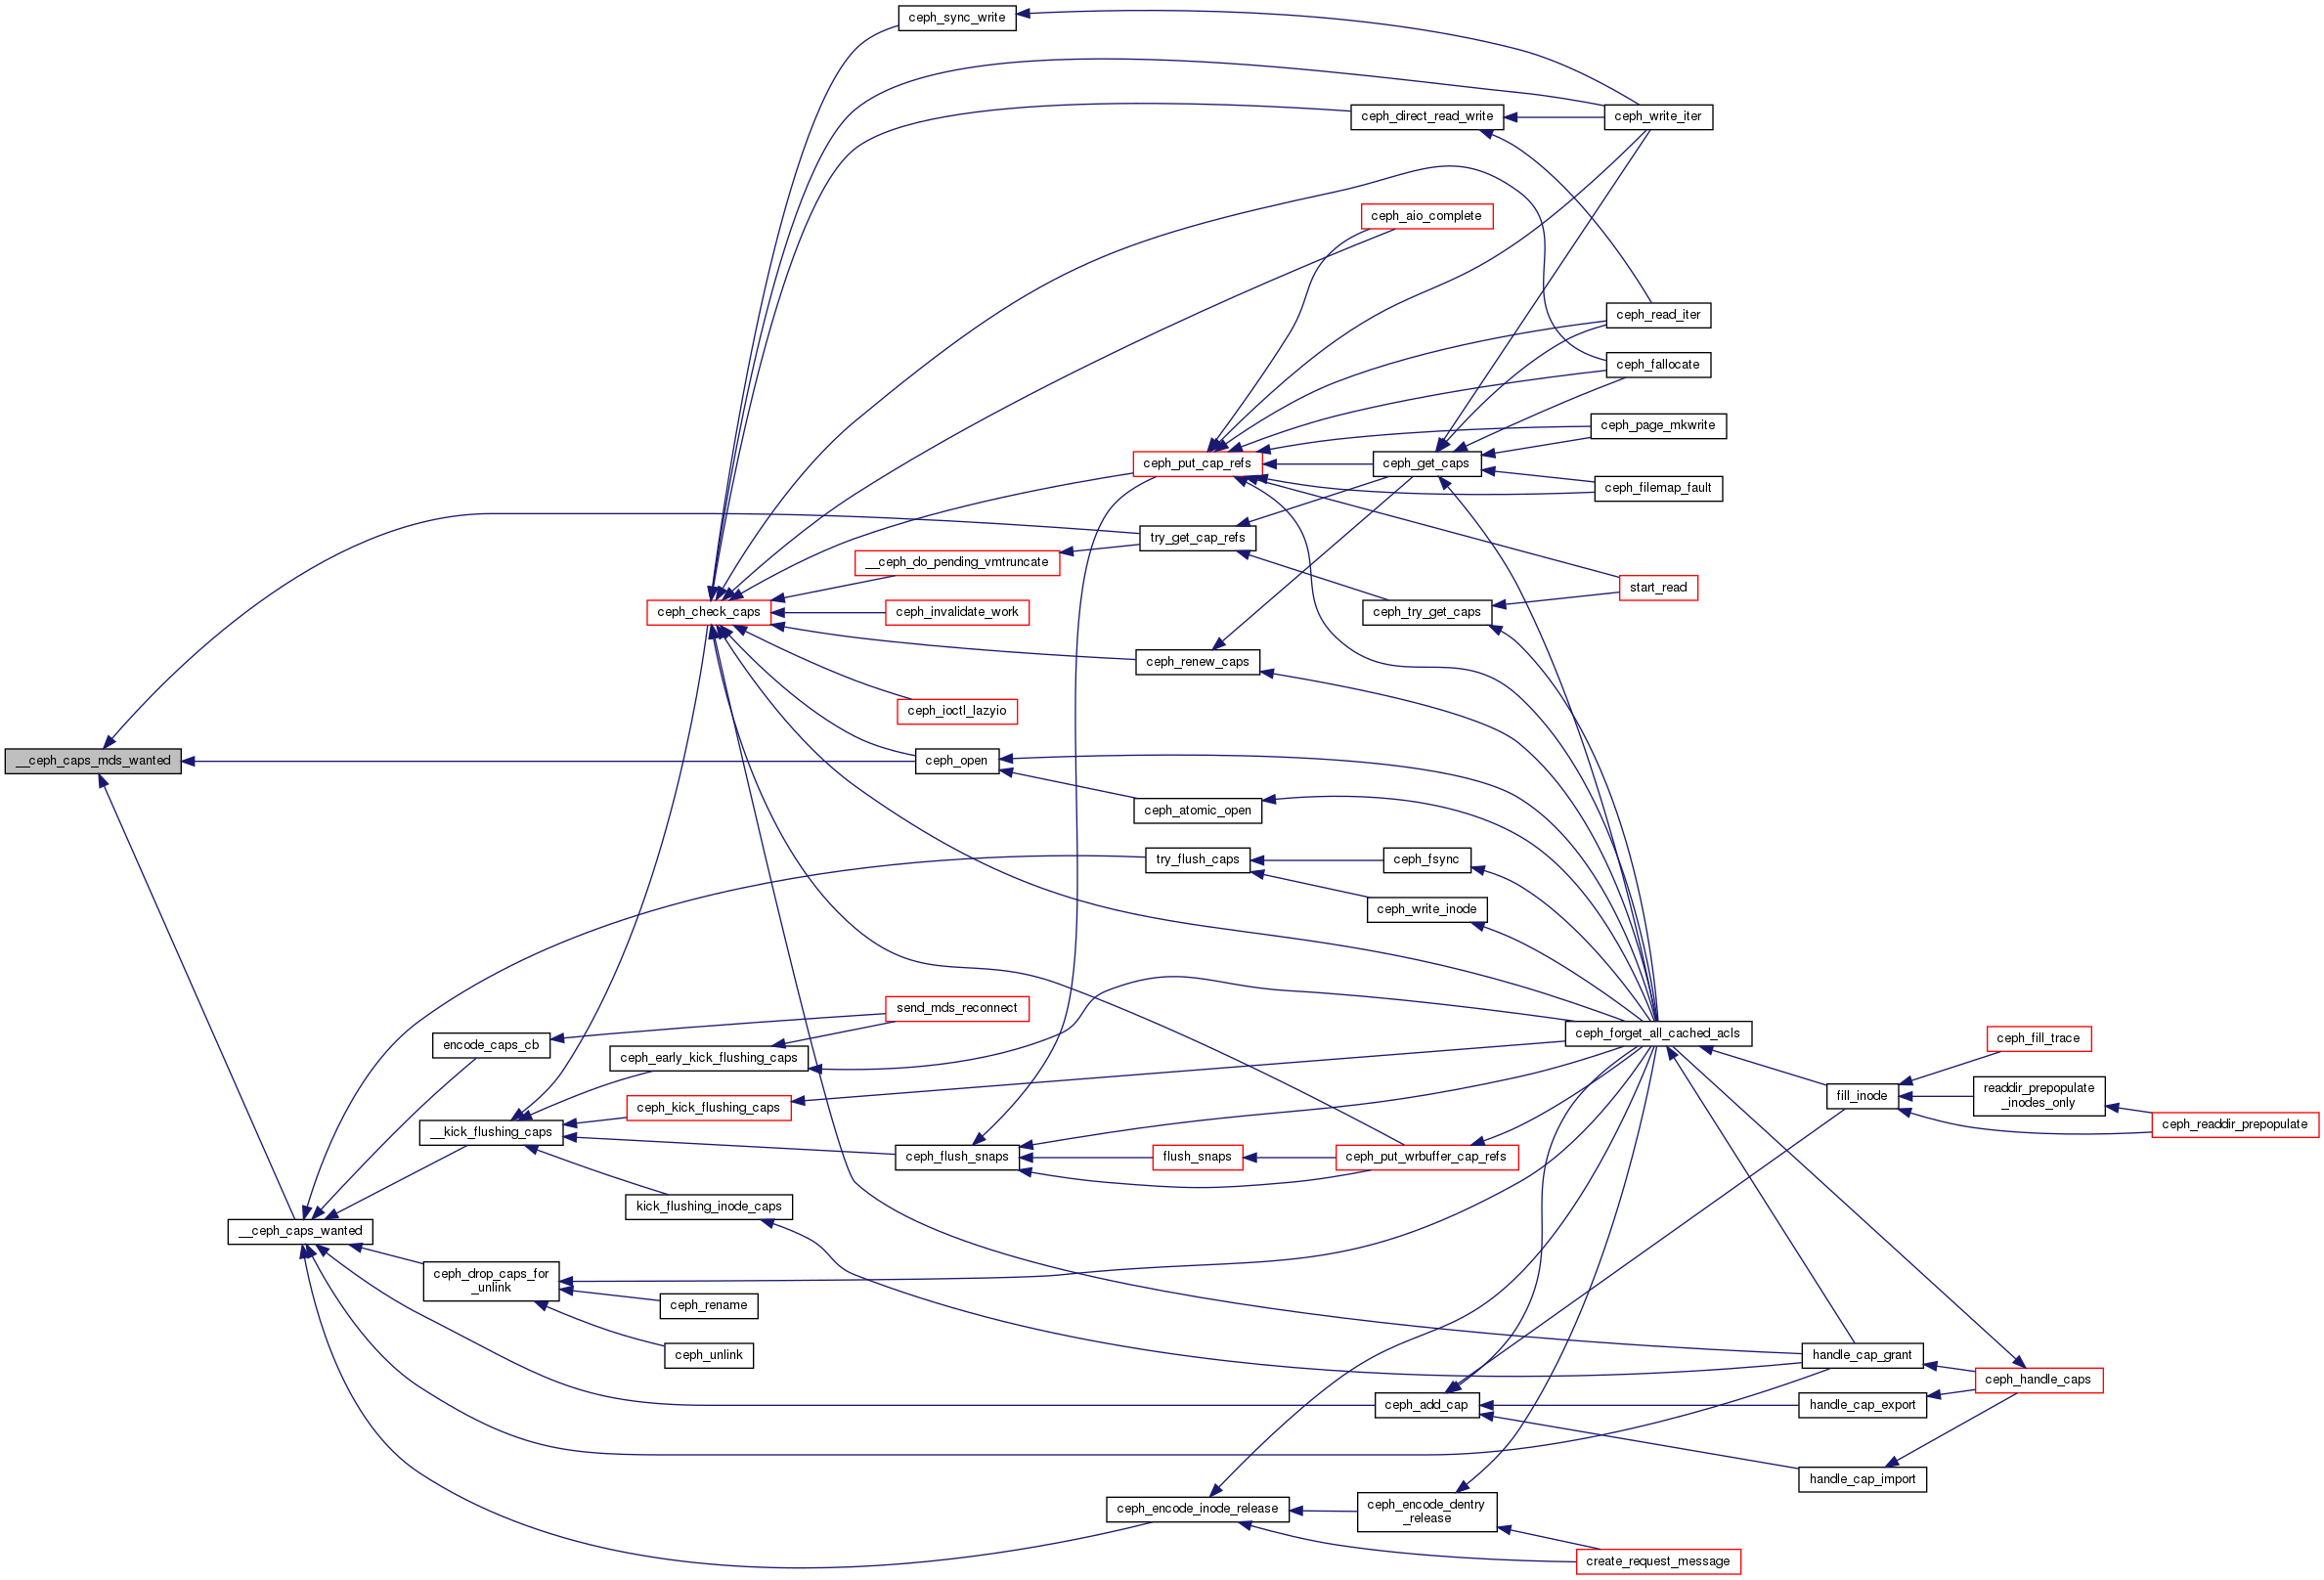 ceph_sync_write
ceph_direct_read_write
ceph_write_iter
ceph_aio_complete
ceph_read_iter
ceph_fallocate
ceph_page_mkwrite
ceph_put_cap_refs
ceph_get_caps
ceph_filemap_fault
try_get_cap_refs
__ceph_do_pending_vmtruncate
start_read
ceph_check_caps
ceph_invalidate_work
ceph_try_get_caps
ceph_renew_caps
ceph_ioctl_lazyio
__ceph_caps_mds_wanted
ceph_open
ceph_atomic_open
try_flush_caps
ceph_fsync
ceph_write_inode
send_mds_reconnect
encode_caps_cb
ceph_early_kick_flushing_caps
ceph_forget_all_cached_acls
ceph_fill_trace
fill_inode
readdir_prepopulate
_inodes_only
ceph_readdir_prepopulate
ceph_kick_flushing_caps
__kick_flushing_caps
ceph_flush_snaps
flush_snaps
ceph_put_wrbuffer_cap_refs
kick_flushing_inode_caps
__ceph_caps_wanted
ceph_drop_caps_for
_unlink
ceph_rename
ceph_unlink
handle_cap_grant
ceph_handle_caps
ceph_add_cap
handle_cap_export
handle_cap_import
ceph_encode_inode_release
ceph_encode_dentry
_release
create_request_message